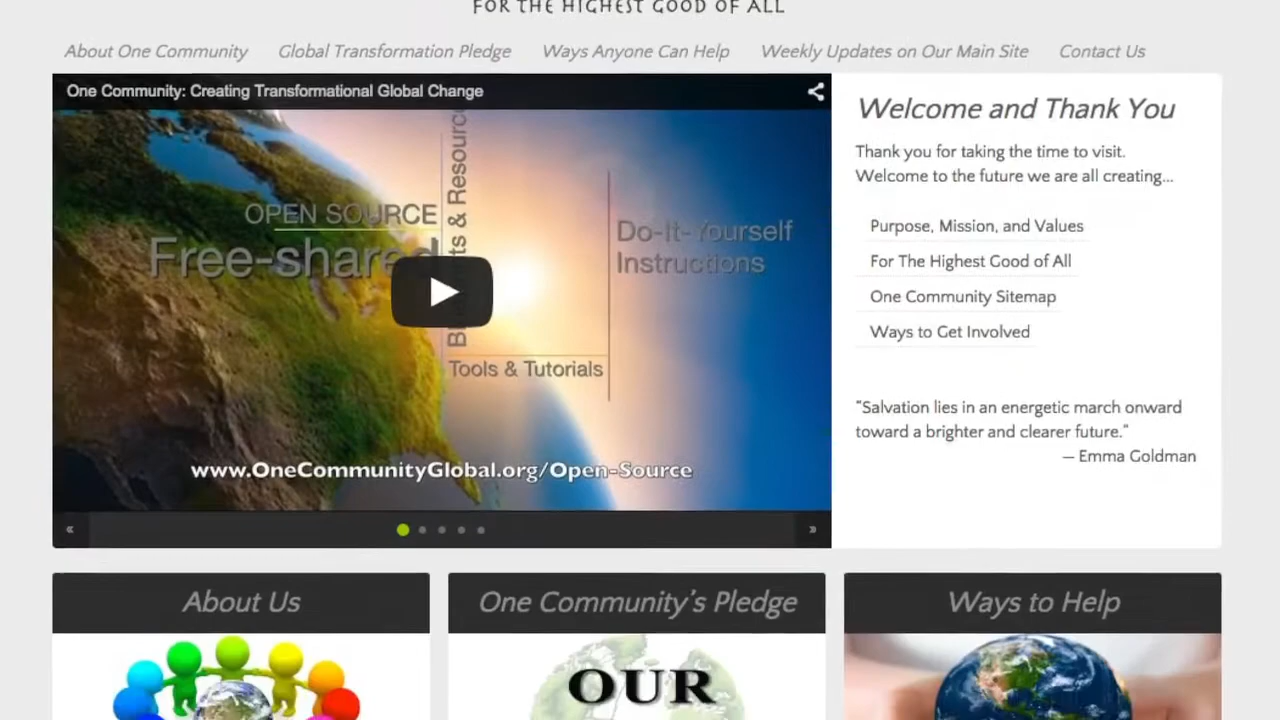 FOR THE HIGHEST GOOD OF ALL
About One Community Global Transformation Pledge Ways Anyone Can Help Weekly Updates on Our Main Site Contact Us
One Community: Creating Transformational Global Change
OPEN SOURCE
Free-shared
ts & Resourc
Do-It-Yourself
Instructions
Tools & Tutorials
www.OneCommunityGlobal.org/Open-Source
«
»
Welcome and Thank You
Thank you for taking the time to visit.
Welcome to the future we are all creating...
Purpose, Mission, and Values
For The Highest Good of All
One Community Sitemap
Ways to Get Involved
"Salvation lies in an energetic march onward
toward a brighter and clearer future."
— Emma Goldman
About Us
One Community's Pledge
OUR
Ways to Help